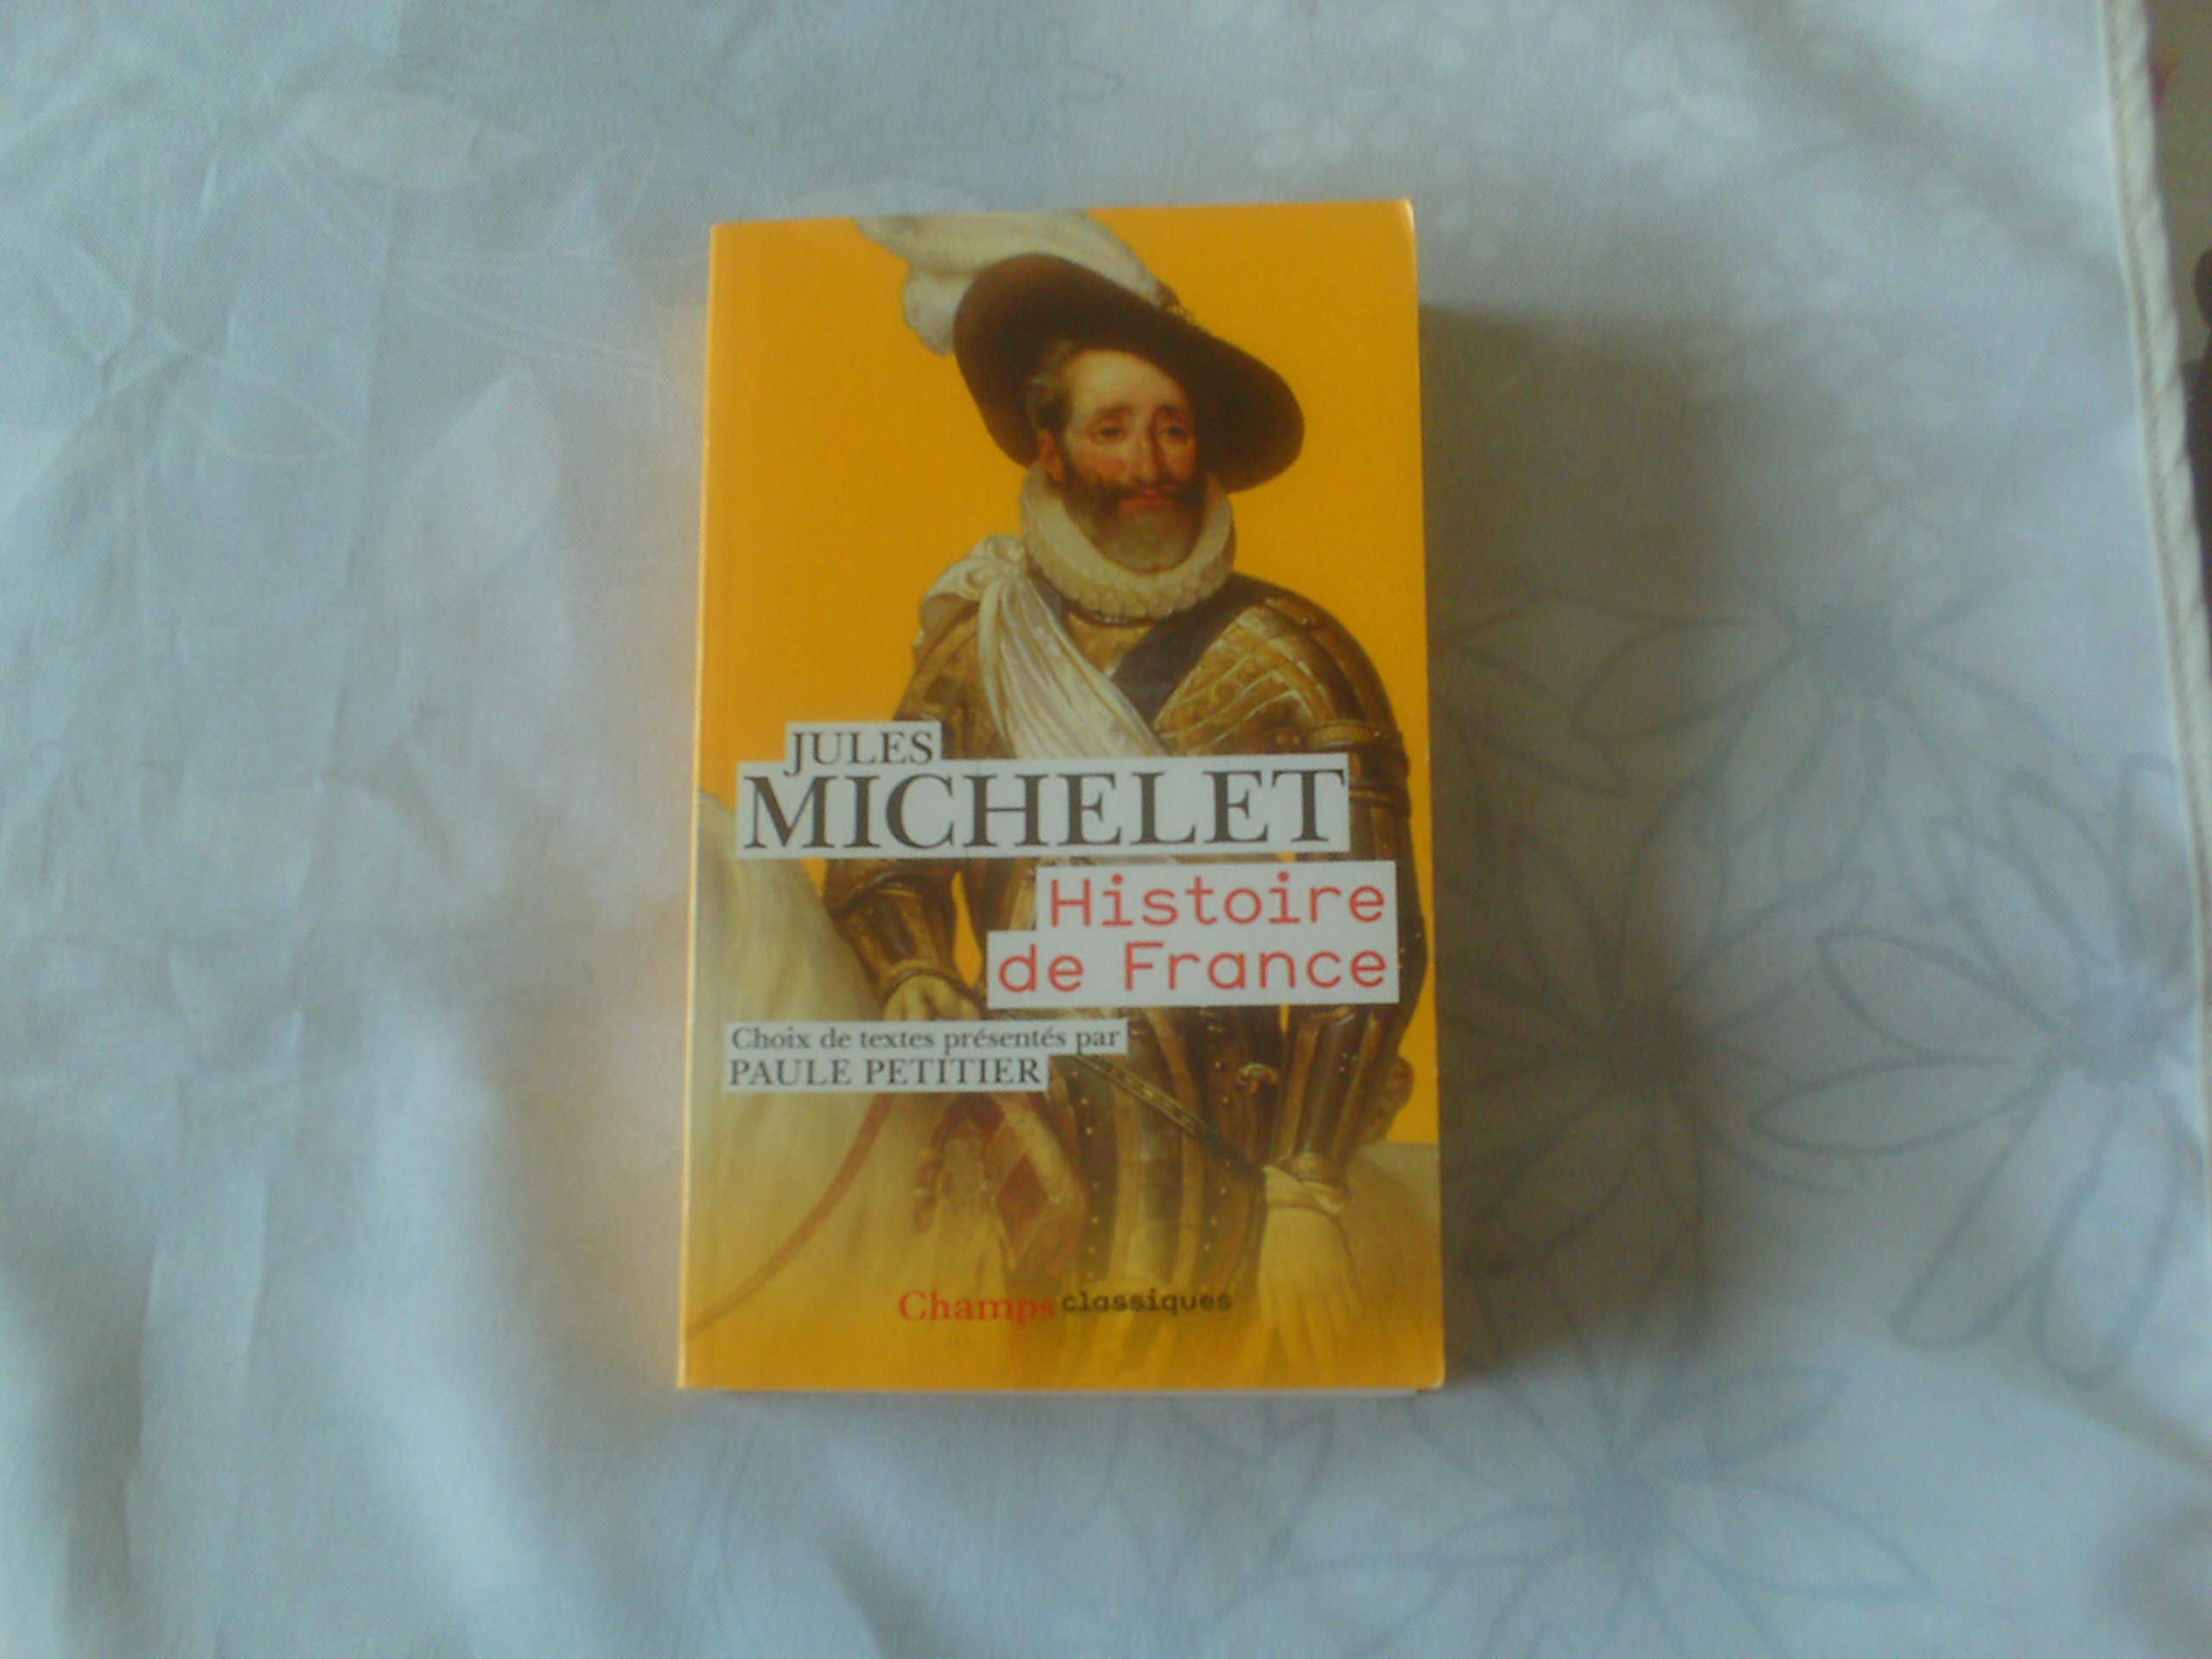 JULES
MICHELET
Histoire
de France
Choix de textes présentés par
PAULE PETITIER
Champs classiques